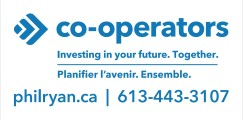 co-operators
Investing in your future. Together.
Planifier l'avenir. Ensemble.
philryan.ca | 613-443-3107